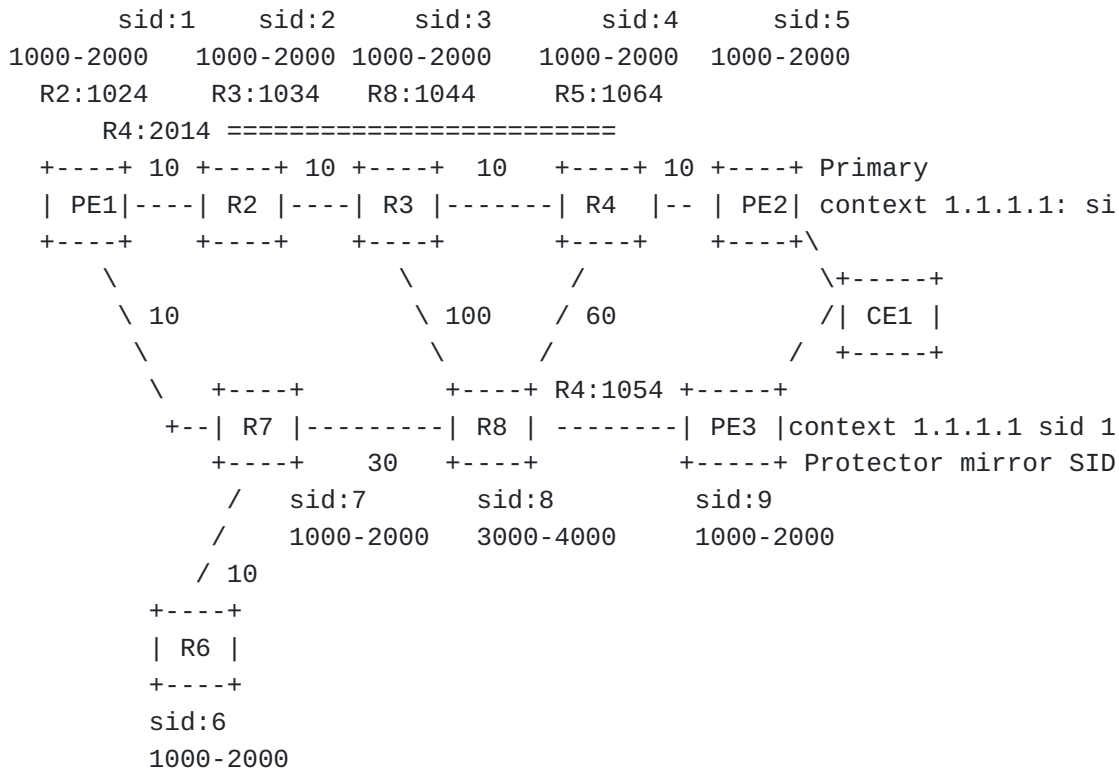 sid:1 sid:2 sid:3 sid:4 sid:5
1000-2000 1000-2000 1000-2000 1000-2000 1000-2000
R2:1024 R3:1034 R8:1044 R5:1064
R4:2014 =========================
+----+ 10 +----+ 10 +----+ 10 +----+ 10 +----+ Primary
| PE1|----| R2 |----| R3 |-------| R4 |-- | PE2| context 1.1.1.1: si
+----+ +----+ +----+ +----+ +----+\
\ \ / \+-----+
\ 10 \ 100 / 60 /| CE1 |
\ \ / / +-----+
\ +----+ +----+ R4:1054 +-----+
+--| R7 |---------| R8 | --------| PE3 |context 1.1.1.1 sid 1
+----+ 30 +----+ +-----+ Protector mirror SID
/ sid:7 sid:8 sid:9
/ 1000-2000 3000-4000 1000-2000
/ 10
+----+
| R6 |
+----+
sid:6
1000-2000